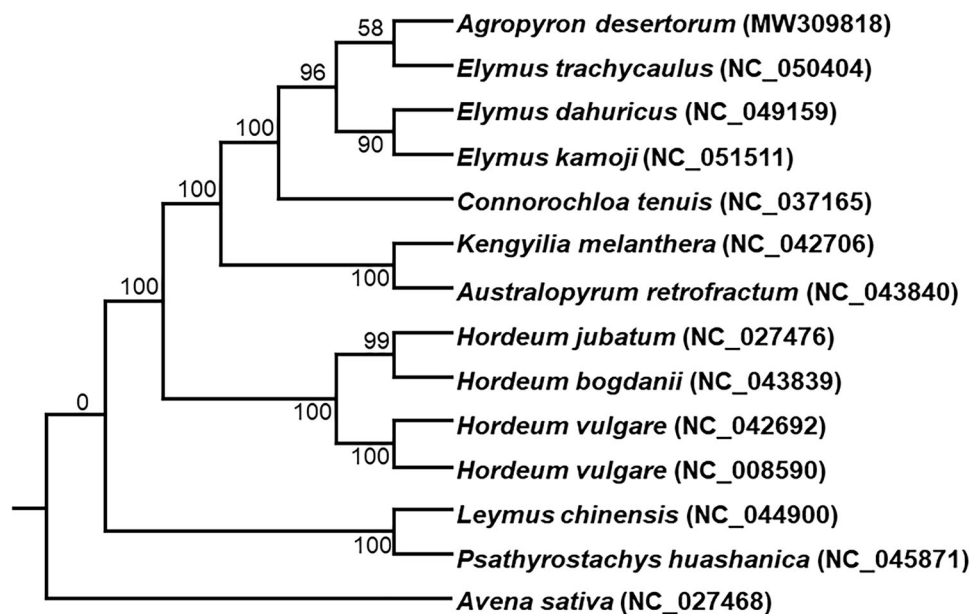 58
Agropyron desertorum (MW309818)
96
Elymus trachycaulus (NC_050404)
Elymus dahuricus (NC_049159)
100
90
Elymus kamoji (NC_051511)
100
Connorochloa tenuis (NC_037165)
Kengyilia melanthera (NC_042706)
100
100
Australopyrum retrofractum (NC_043840)
99
Hordeum jubatum (NC_027476)
Hordeum bogdanii (NC_043839)
0
100
Hordeum vulgare (NC_042692)
100
Hordeum vulgare (NC_008590)
Leymus chinensis (NC_044900)
100
Psathyrostachys huashanica (NC_045871)
Avena sativa (NC_027468)